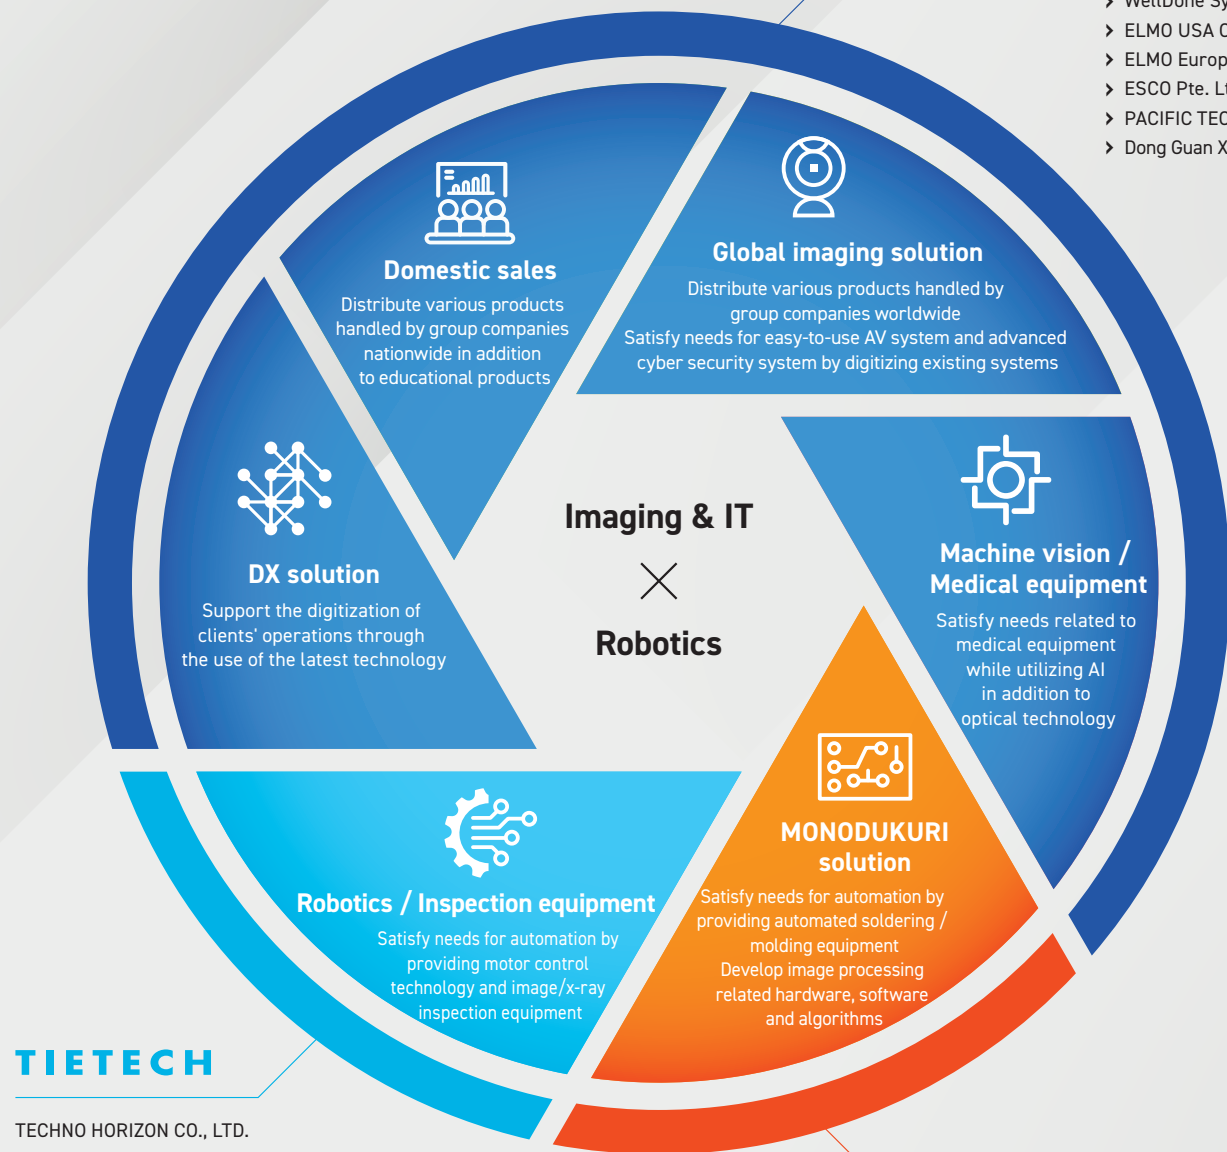 WellDone
ELMO USA
ELMO
ESCO Pte.
PACIFIC
Dong Guan
Domestic sales
Distribute various products
handled by group companies
nationwide in addition
to educational products
Global imaging solution
Distribute various products handled by
group companies worldwide
Satisfy needs for easy-to-use AV system and advanced
cyber security system by digitizing existing systems
DX solution
Support the digitization of
clients' operations through
the use of the latest technology
Imaging & IT
×
Robotics
Machine vision /
Medical equipment
Satisfy needs related to
medical equipment
while utilizing AI
in addition to
optical technology
Robotics / Inspection equipment
Satisfy needs for automation by
providing motor control
technology and image/x-ray
inspection equipment
MONODUKURI
solution
Satisfy needs for automation by
providing automated soldering /
molding equipment
Develop image processing
related hardware, software
and algorithms
TIETECH
TECHNO HORIZON CO., LTD.